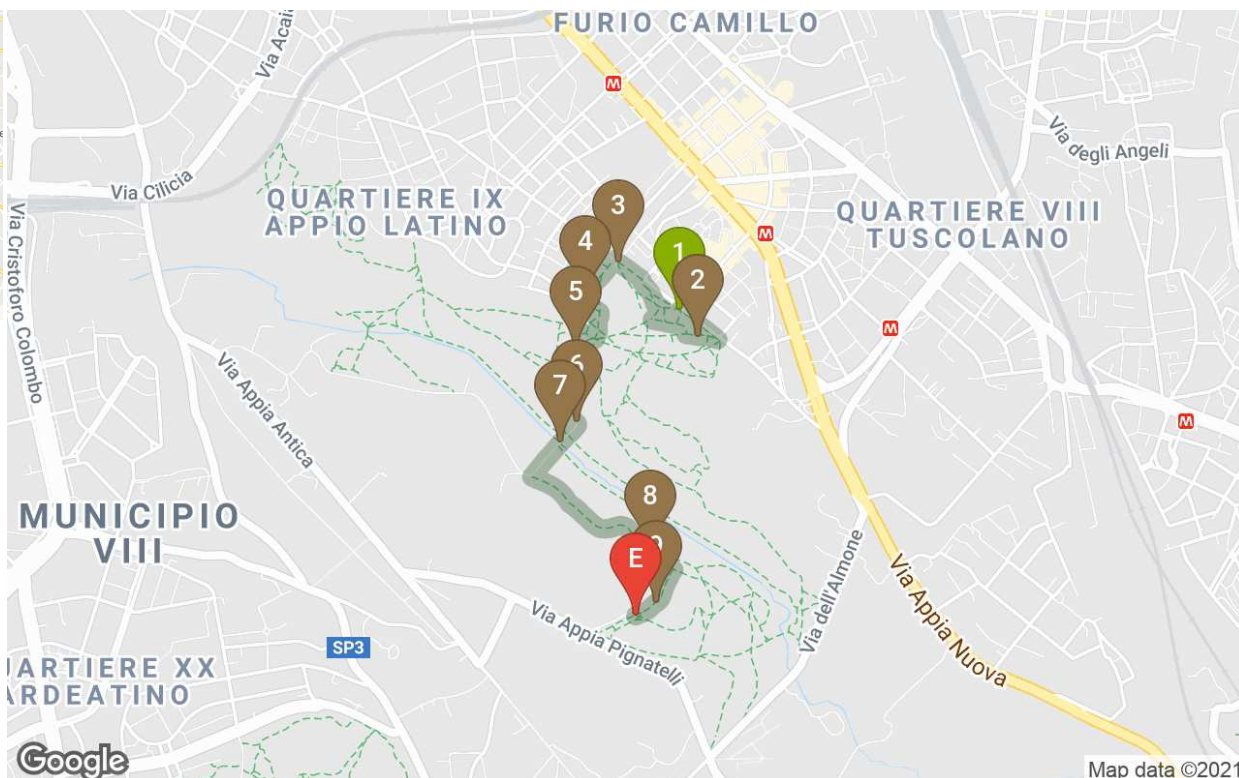 FURIO CAMILLO
Via Acaia
M
Via degli Angeli
Via Cilicia
QUARTIERE IX
APPIO LATINO
3
QUARTIERE VIII
TUSCOLANO
M
4
1
2
5
Via Cristoforo Colombo
M
6
7
Via Appia Antica
M
MUNICIPIO
VIII
8
9
E
Via dell'Almone
Via Appia Nuova
Via Appia Pignatelli
SP3
UARTIERE XX
ARDEATINO
Google
Map data ©2021